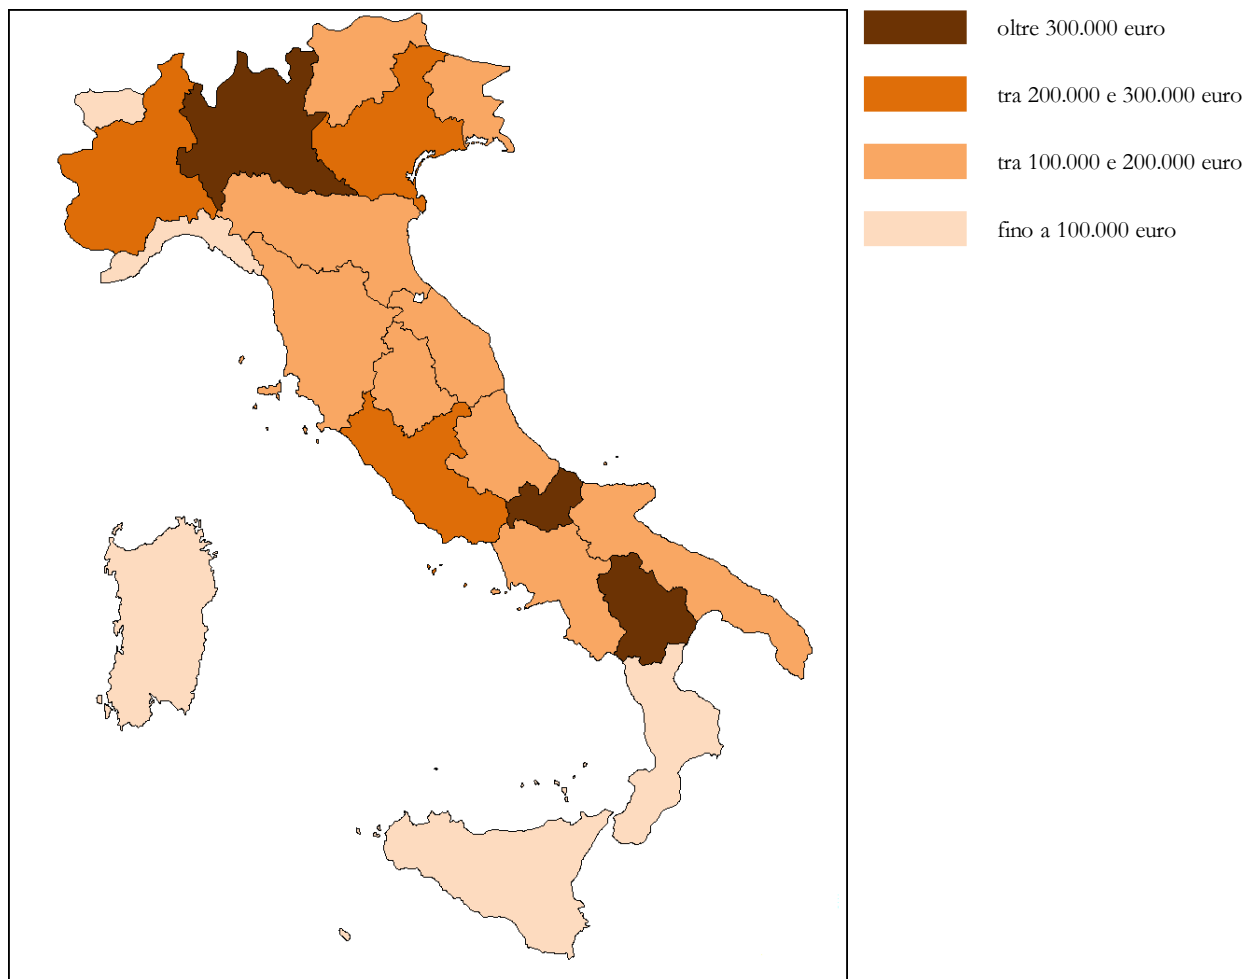 oltre 300.000 euro
tra 200.000 e 300.000 euro
tra 100.000 e 200.000 euro
fino a 100.000 euro